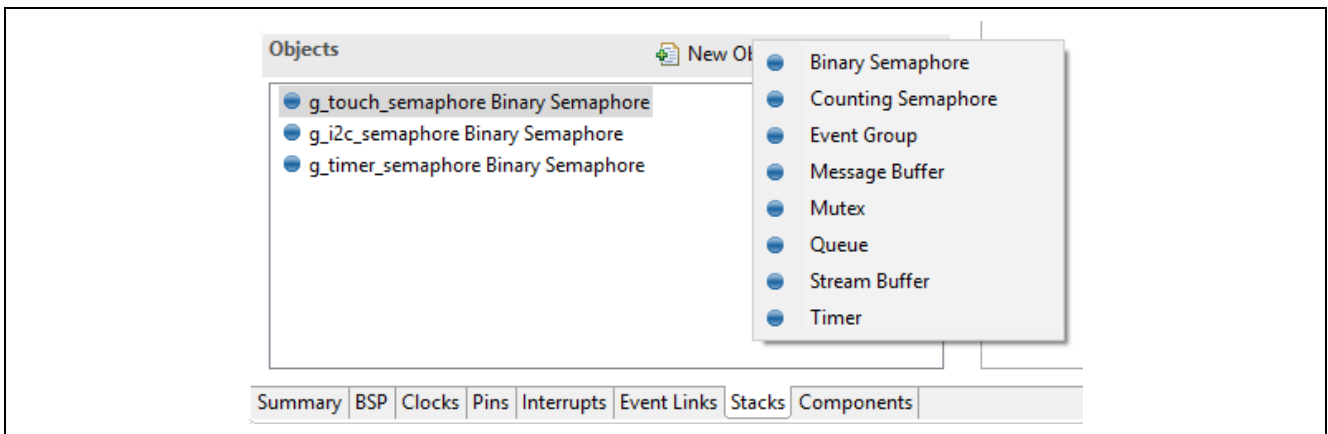 Objects
New Ob
g_touch_semaphore Binary Semaphore
g_i2c_semaphore Binary Semaphore
g_timer_semaphore Binary Semaphore
Binary Semaphore
Counting Semaphore
Event Group
Message Buffer
Mutex
Queue
Stream Buffer
Timer
Summary BSP Clocks Pins Interrupts Event Links Stacks Components